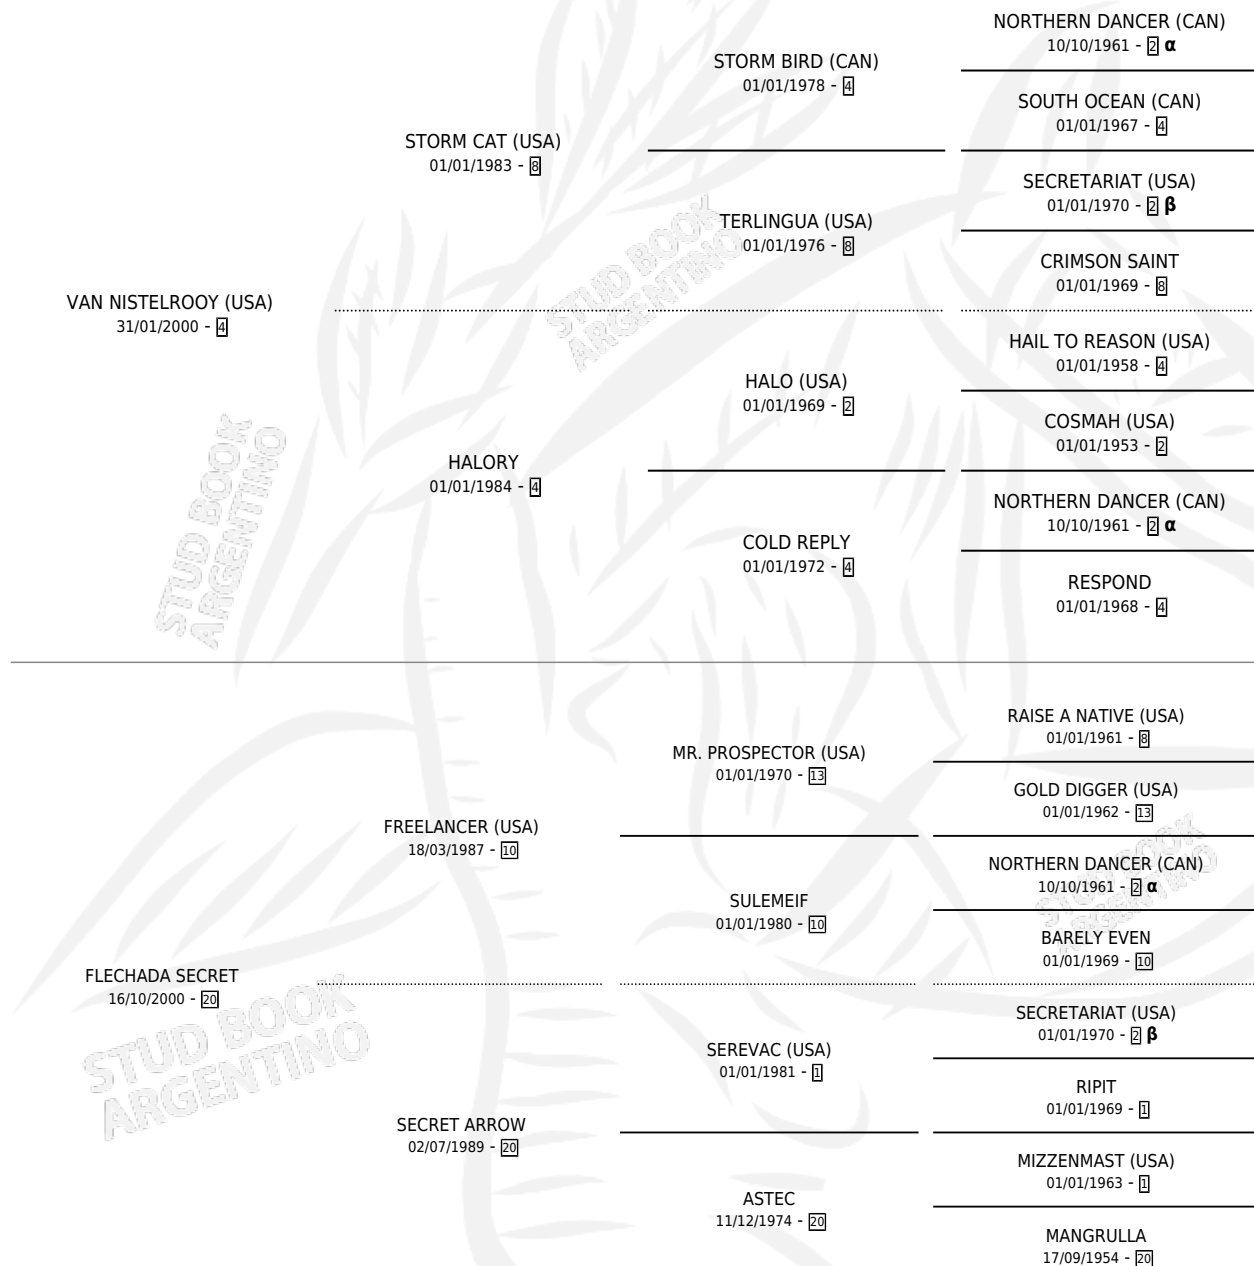 NORTHERN DANCER (CAN)
10/10/1961 - 2 α
STORM BIRD (CAN)
01/01/1978 - 4
SOUTH OCEAN (CAN)
01/01/1967 - 4
STORM CAT (USA)
01/01/1983 - 8
SECRETARIAT (USA)
01/01/1970 - 2 β
TERLINGUA (USA)
01/01/1976 - 8
CRIMSON SAINT
01/01/1969 - 8
VAN NISTELROOY (USA)
31/01/2000 - 4
HAIL TO REASON (USA)
01/01/1958 - 4
HALO (USA)
01/01/1969 - 2
COSMAH (USA)
01/01/1953 - 2
HALORY
01/01/1984 - 4
NORTHERN DANCER (CAN)
10/10/1961 - 2 α
COLD REPLY
01/01/1972 - 4
RESPOND
01/01/1968 - 4
RAISE A NATIVE (USA)
01/01/1961 - 8
MR. PROSPECTOR (USA)
01/01/1970 - 13
GOLD DIGGER (USA)
01/01/1962 - 13
FREELANCER (USA)
18/03/1987 - 10
NORTHERN DANCER (CAN)
10/10/1961 - 2 α
SULEMEIF
01/01/1980 - 10
BARELY EVEN
01/01/1969 - 10
FLECHADA SECRET
16/10/2000 - 20
SECRETARIAT (USA)
01/01/1970 - 2 β
SEREVAC (USA)
01/01/1981 - 1
RIPIT
01/01/1969 - 1
SECRET ARROW
02/07/1989 - 20
MIZZENMAST (USA)
01/01/1963 - 1
ASTEC
11/12/1974 - 20
MANGRULLA
17/09/1954 - 20
STUD BOOK
ARGENTINO
STUD BOOK
ARGENTINO
STUD BOOK
ARGENTINO
STUD BOOK
ARGENTINO